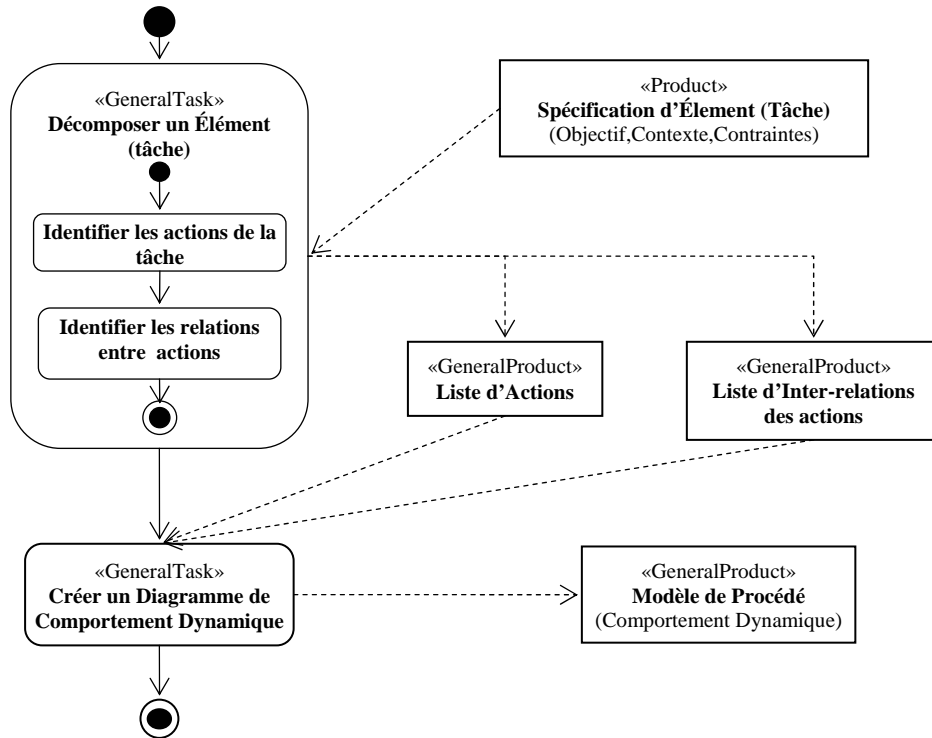 «GeneralTask»
Décomposer un Élément
(tâche)
Identifier les actions de la
tâche
Identifier les relations
entre actions
«Product»
Spécification d'Élement (Tâche)
(Objectif,Contexte,Contraintes)
«GeneralProduct»
Liste d'Actions
«GeneralProduct»
Liste d'Inter-relations
des actions
«GeneralTask»
Créer un Diagramme de
Comportement Dynamique
«GeneralProduct»
Modèle de Procédé
(Comportement Dynamique)